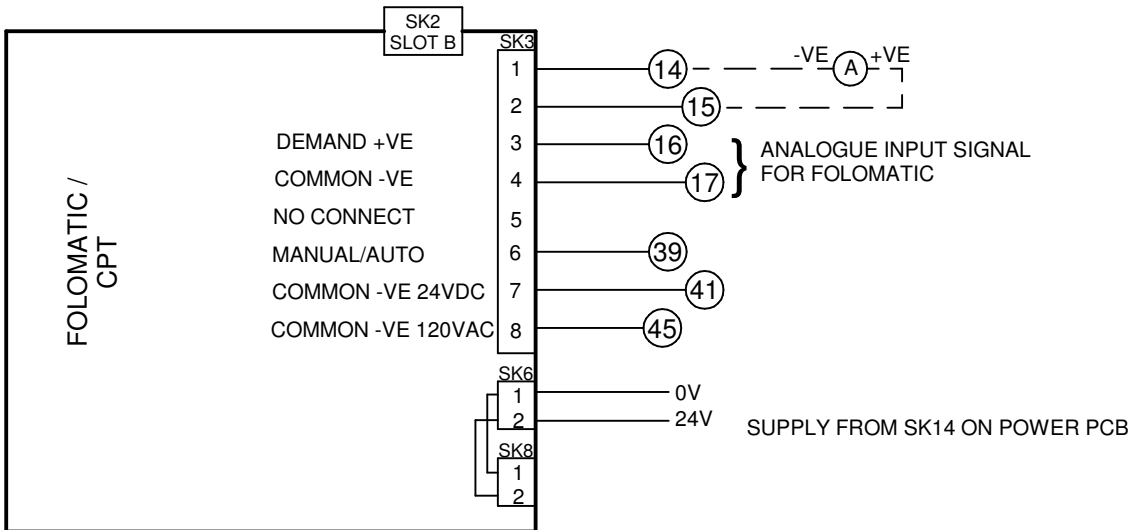 SK2
SLOT B
SK3
1 14 -VE A +VE
2 15
DEMAND +VE 3 16
COMMON -VE 4 17
ANALOGUE INPUT SIGNAL
FOR FOLOMATIC
NO CONNECT 5
MANUAL/AUTO 6 39
COMMON -VE 24VDC 7 41
COMMON -VE 120VAC 8 45
FOLOMATIC /
CPT
SK6
1 0V
2 24V
SUPPLY FROM SK14 ON POWER PCB
SK8
1
2